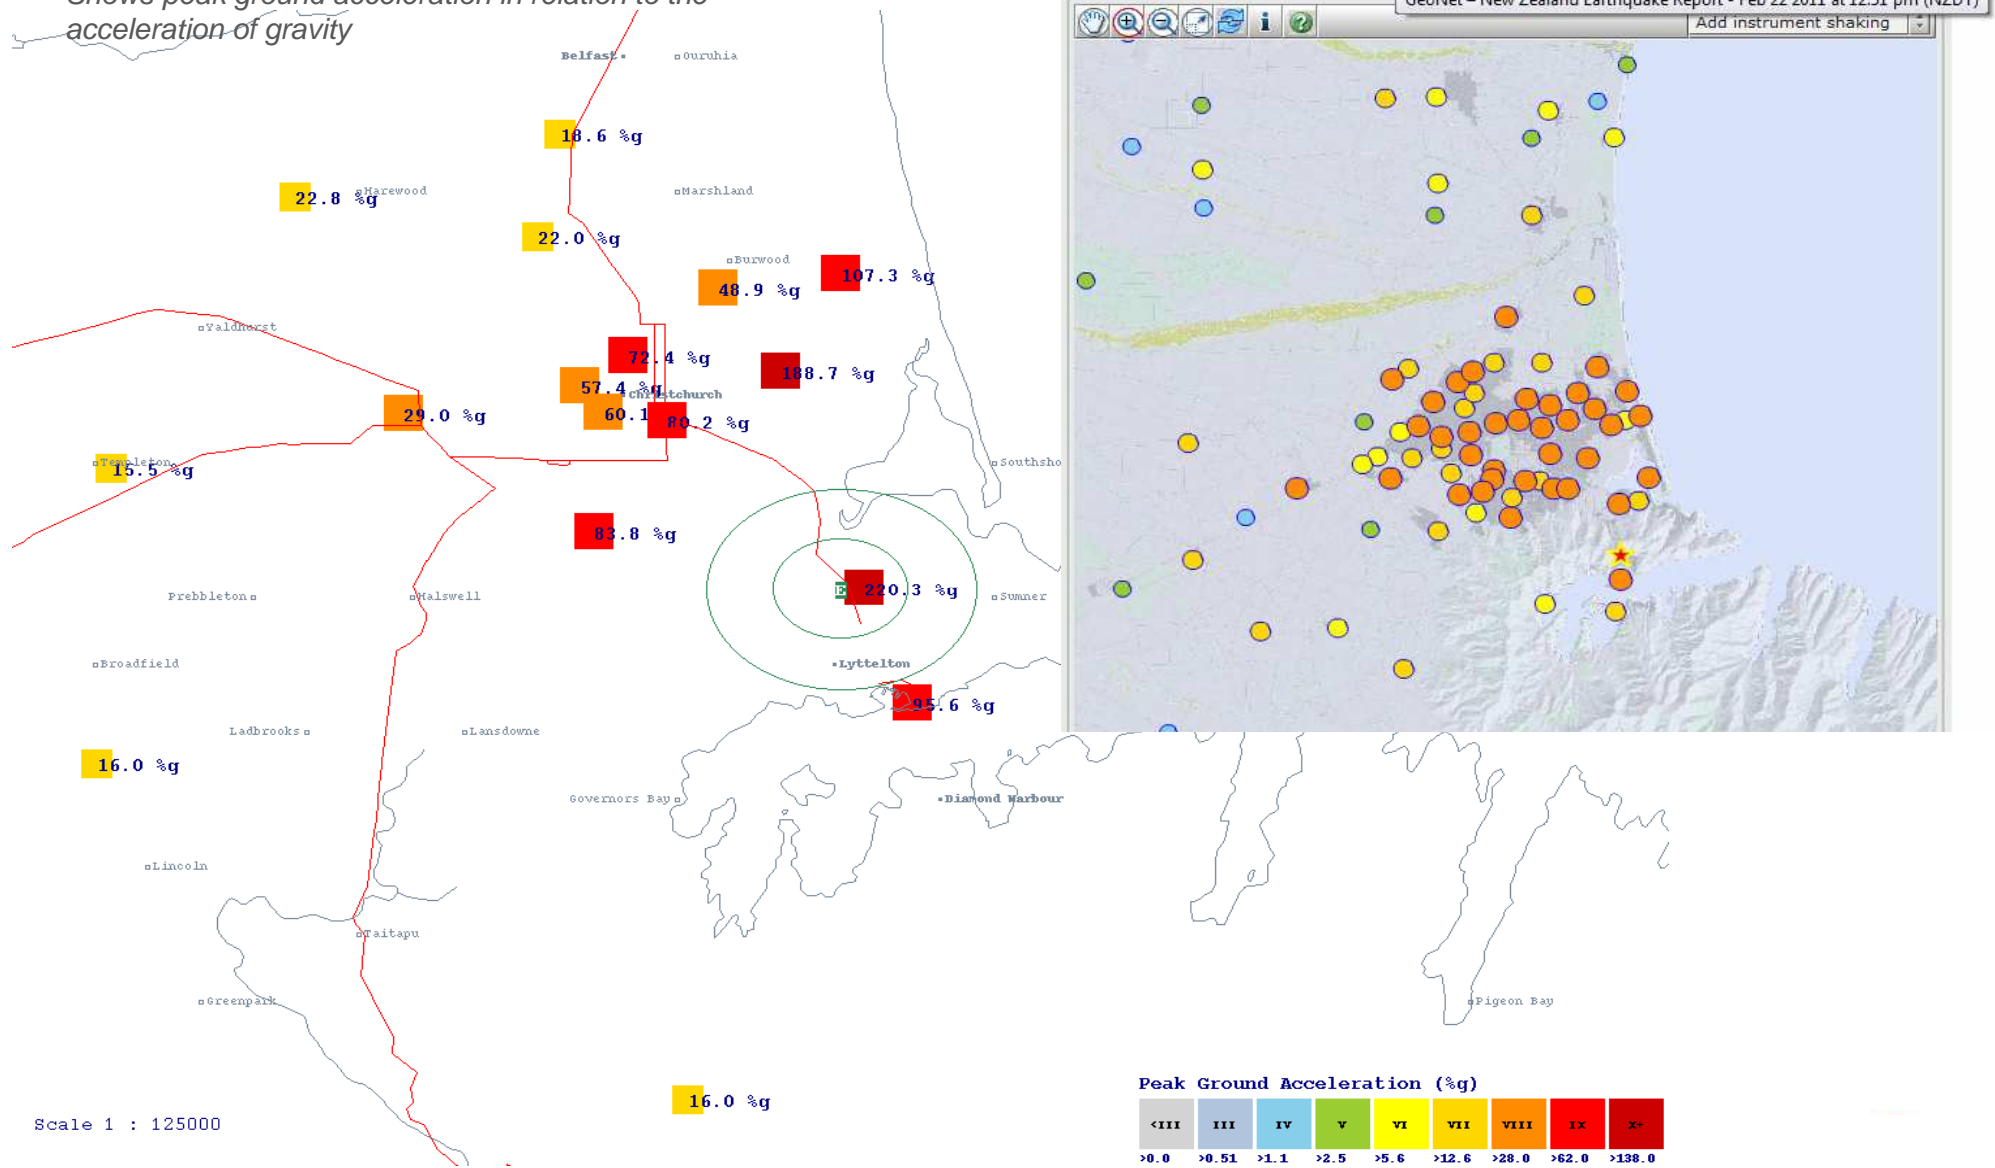 Shows peak ground acceleration in relation to the
acceleration of gravity
GeoNet - New Zealand Earthquake Report - Feb 22 2011 at 12:51 pm (NZDT)
Add instrument shaking
Belfast
Ouruhia
18.6 %g
22.8 %g
Harewood
Marshland
22.0 %g
Burwood
107.3 %g
48.9 %g
Yaldhurst
72.4 %g
188.7 %g
57.4 %g
Christchurch
29.0 %g
60.1
80.2 %g
Templeton
15.5 %g
Southsho
83.8 %g
E
220.3 %g
Prebbleton
Halswell
Sumner
Broadfield
Lyttelton
95.6 %g
Ladbrooks
Lansdowne
16.0 %g
Governors Bay
Diamond Harbour
Lincoln
Taitapu
Greenpark
Pigeon Bay
16.0 %g
Scale 1 : 125000
Peak Ground Acceleration (%g)
<III III IV V VI VII VIII IX X+
>0.0 >0.51 >1.1 >2.5 >5.6 >12.6 >28.0 >62.0 >138.0